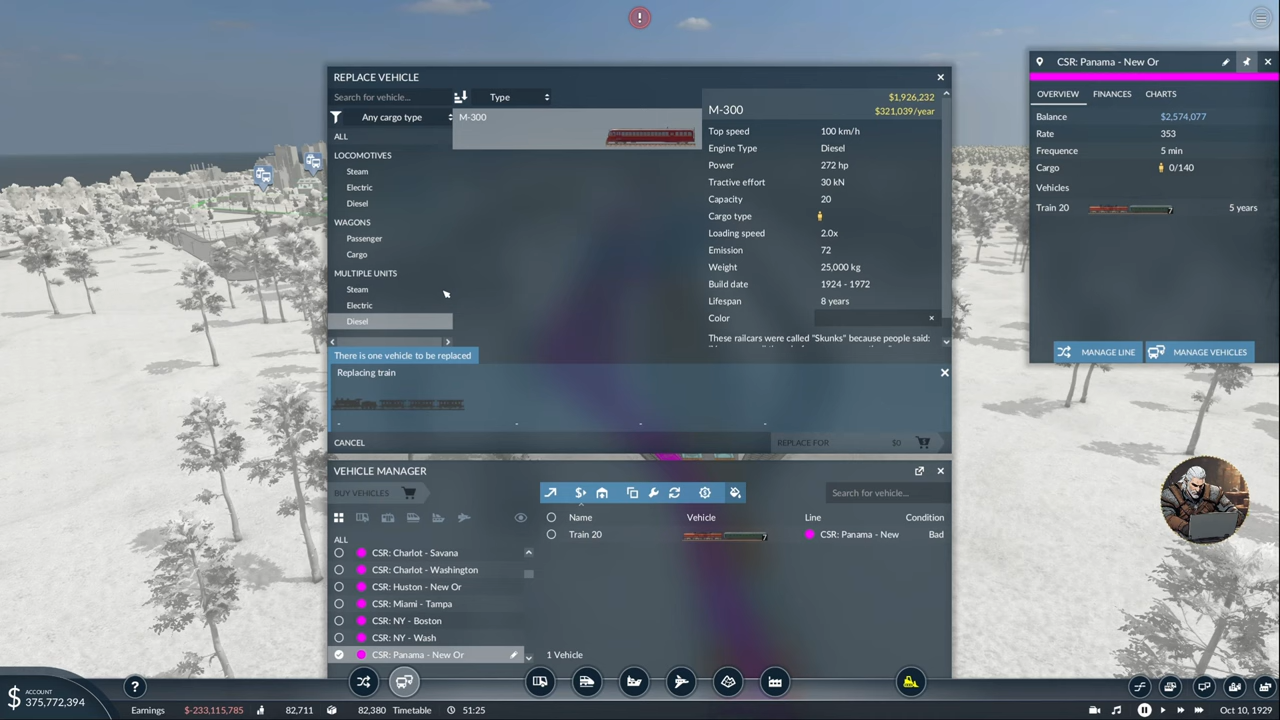 REPLACE VEHICLE
Search for vehicle...
Type
Any cargo type
ALL
LOCOMOTIVES
Steam
Electric
Diesel
WAGONS
Passenger
Cargo
MULTIPLE UNITS
Steam
Electric
Diesel
M-300
M-300
$1,926,232
$321,039/year
Top speed 100 km/h
Engine Type Diesel
Power 272 hp
Tractive effort 30 kN
Capacity 20
Cargo type
Loading speed 2.0x
Emission 72
Weight 25,000 kg
Build date 1924 - 1972
Lifespan 8 years
Color
These railcars were called "Skunks" because people said:
There is one vehicle to be replaced
Replacing train
- - - -
CANCEL
REPLACE FOR $0
VEHICLE MANAGER
BUY VEHICLES
Search for vehicle...
ALL
CSR: Charlot - Savana
CSR: Charlot - Washington
CSR: Huston - New Or
CSR: Miami - Tampa
CSR: NY - Boston
CSR: NY - Wash
CSR: Panama - New Or
Name Vehicle Line Condition
Train 20 7 CSR: Panama - New Bad
1 Vehicle
CSR: Panama - New Or
OVERVIEW FINANCES CHARTS
Balance $2,574,077
Rate 353
Frequency 5 min
Cargo 0/140
Vehicles
Train 20 7 5 years
MANAGE LINE MANAGE VEHICLES
$ ACCOUNT
375,772,394
?
Earnings $-233,115,785 82,711 82,380 Timetable 51:25
Oct 10, 1929